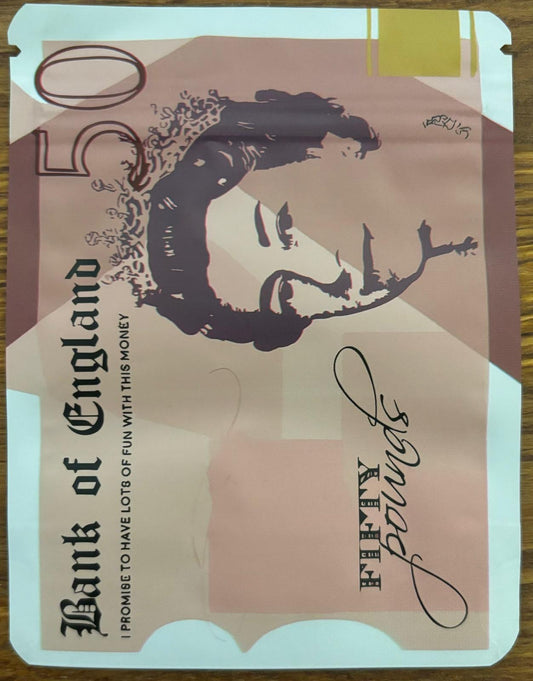 50
Bank of England
I PROMISE TO HAVE LOTS OF FUN WITH THIS MONEY
FIFTY
pounds